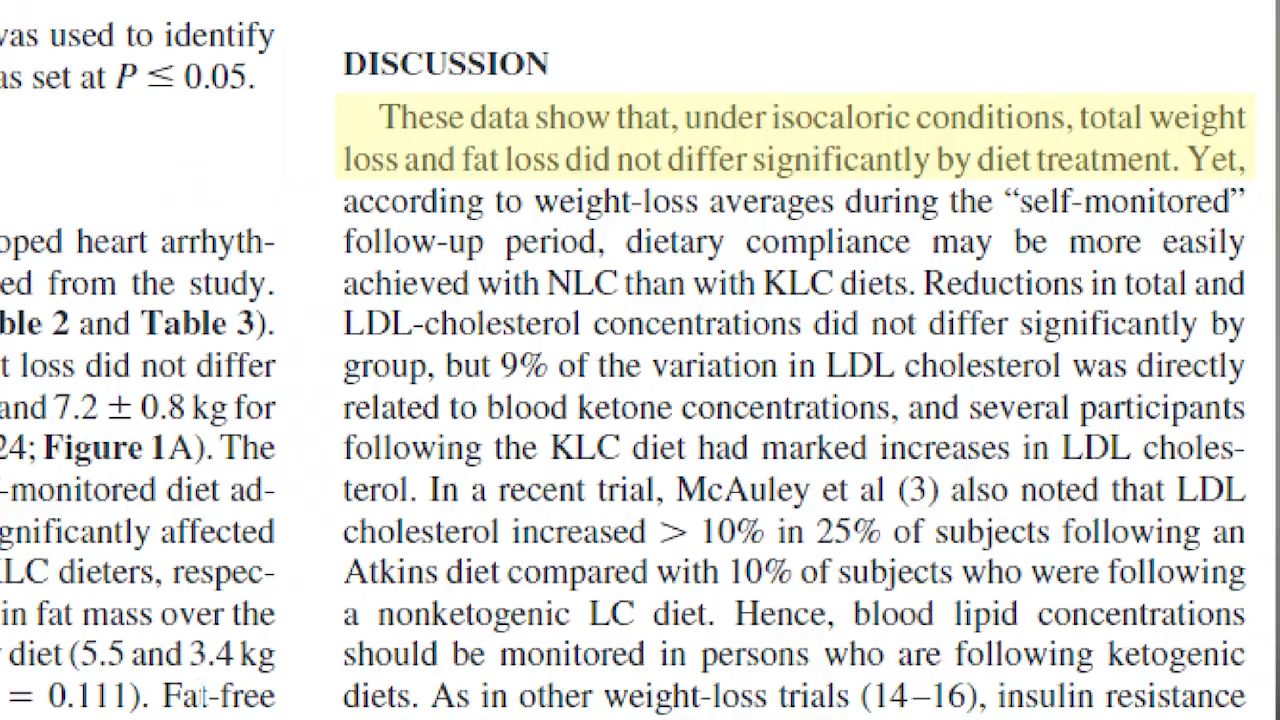 was used to identify
as set at P ≤ 0.05.
oped heart arrhyth-
ed from the study.
ble 2 and Table 3).
t loss did not differ
and 7.2 ± 0.8 kg for
24; Figure 1A). The
f-monitored diet ad-
gnificantly affected
LC dieters, respec-
in fat mass over the
diet (5.5 and 3.4 kg
= 0.111). Fat-free
DISCUSSION
These data show that, under isocaloric conditions, total weight
loss and fat loss did not differ significantly by diet treatment. Yet,
according to weight-loss averages during the “self-monitored”
follow-up period, dietary compliance may be more easily
achieved with NLC than with KLC diets. Reductions in total and
LDL-cholesterol concentrations did not differ significantly by
group, but 9% of the variation in LDL cholesterol was directly
related to blood ketone concentrations, and several participants
following the KLC diet had marked increases in LDL choles-
terol. In a recent trial, McAuley et al (3) also noted that LDL
cholesterol increased > 10% in 25% of subjects following an
Atkins diet compared with 10% of subjects who were following
a nonketogenic LC diet. Hence, blood lipid concentrations
should be monitored in persons who are following ketogenic
diets. As in other weight-loss trials (14–16), insulin resistance